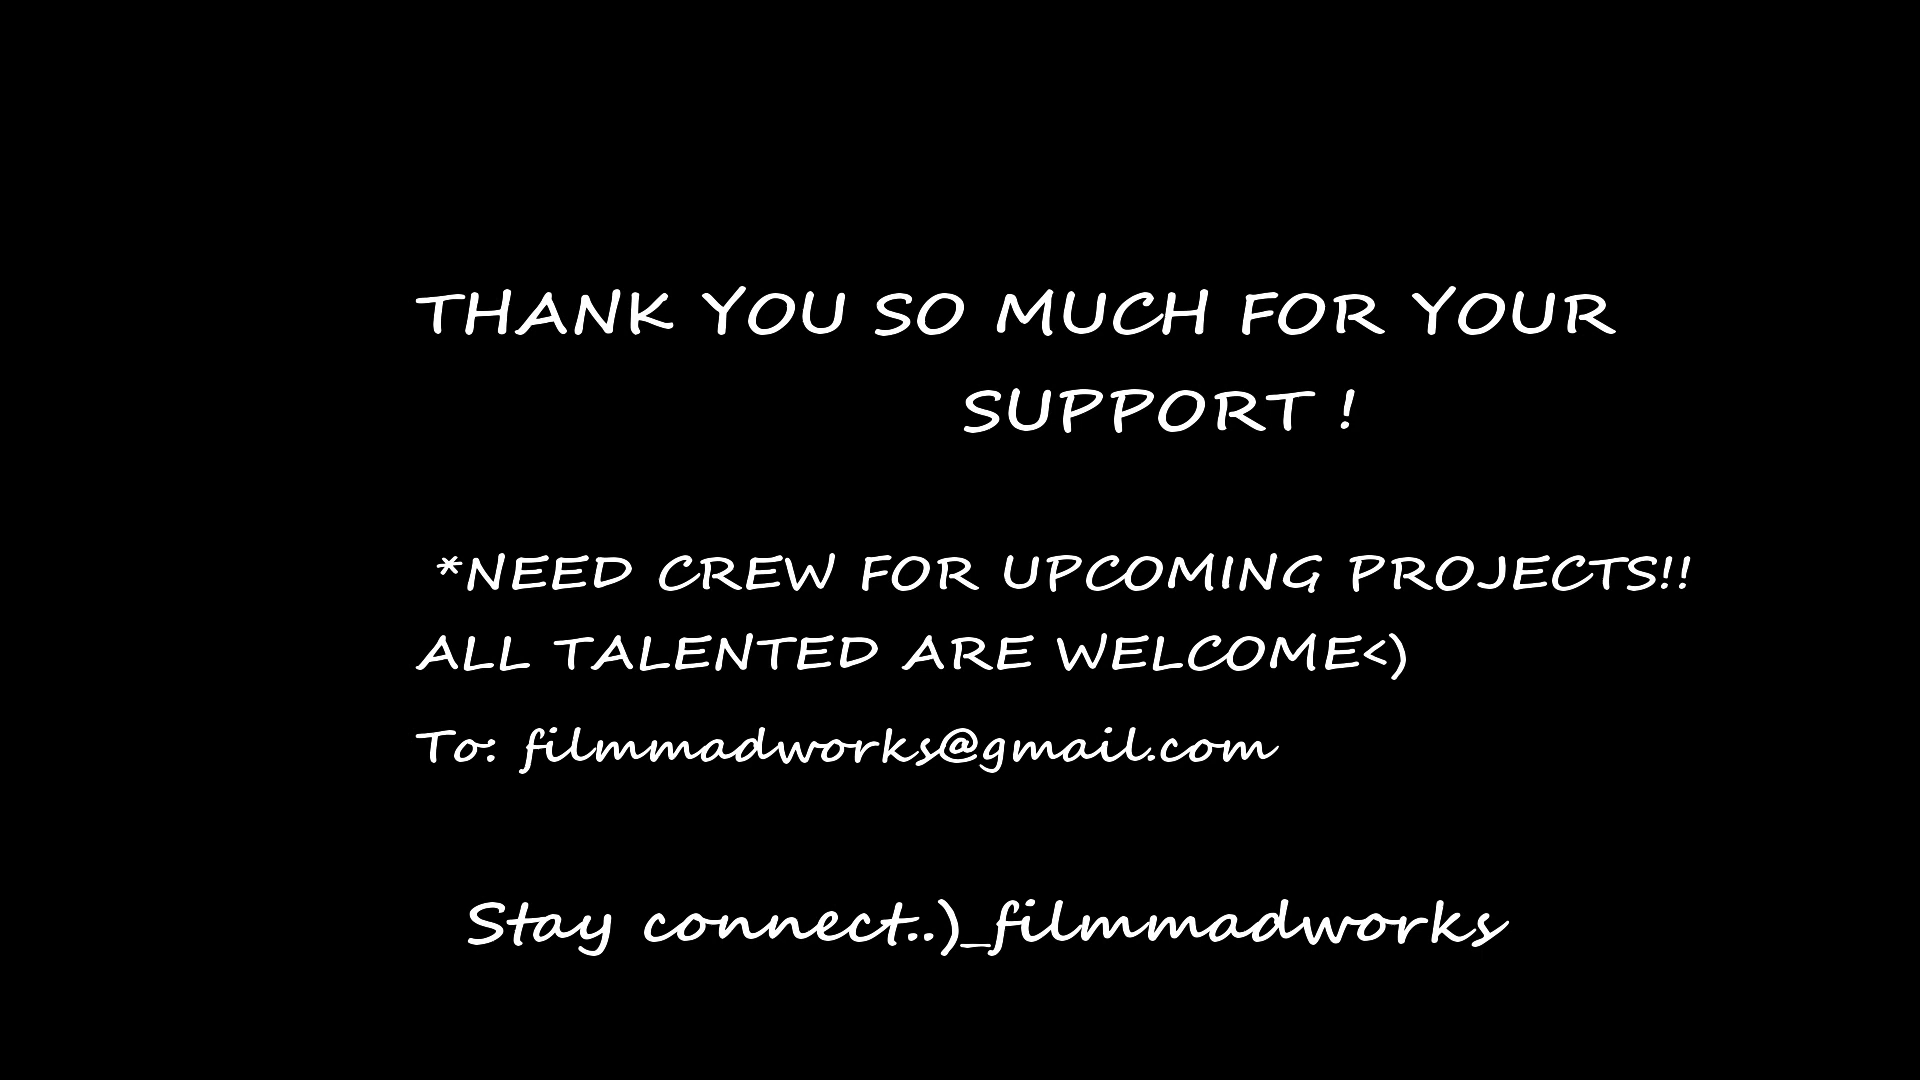 THANK YOU SO MUCH FOR YOUR
SUPPORT !
*NEED CREW FOR UPCOMING PROJECTS!!
ALL TALENTED ARE WELCOME<)
To: filmmadworks@gmail.com
Stay connect..)_filmmadworks